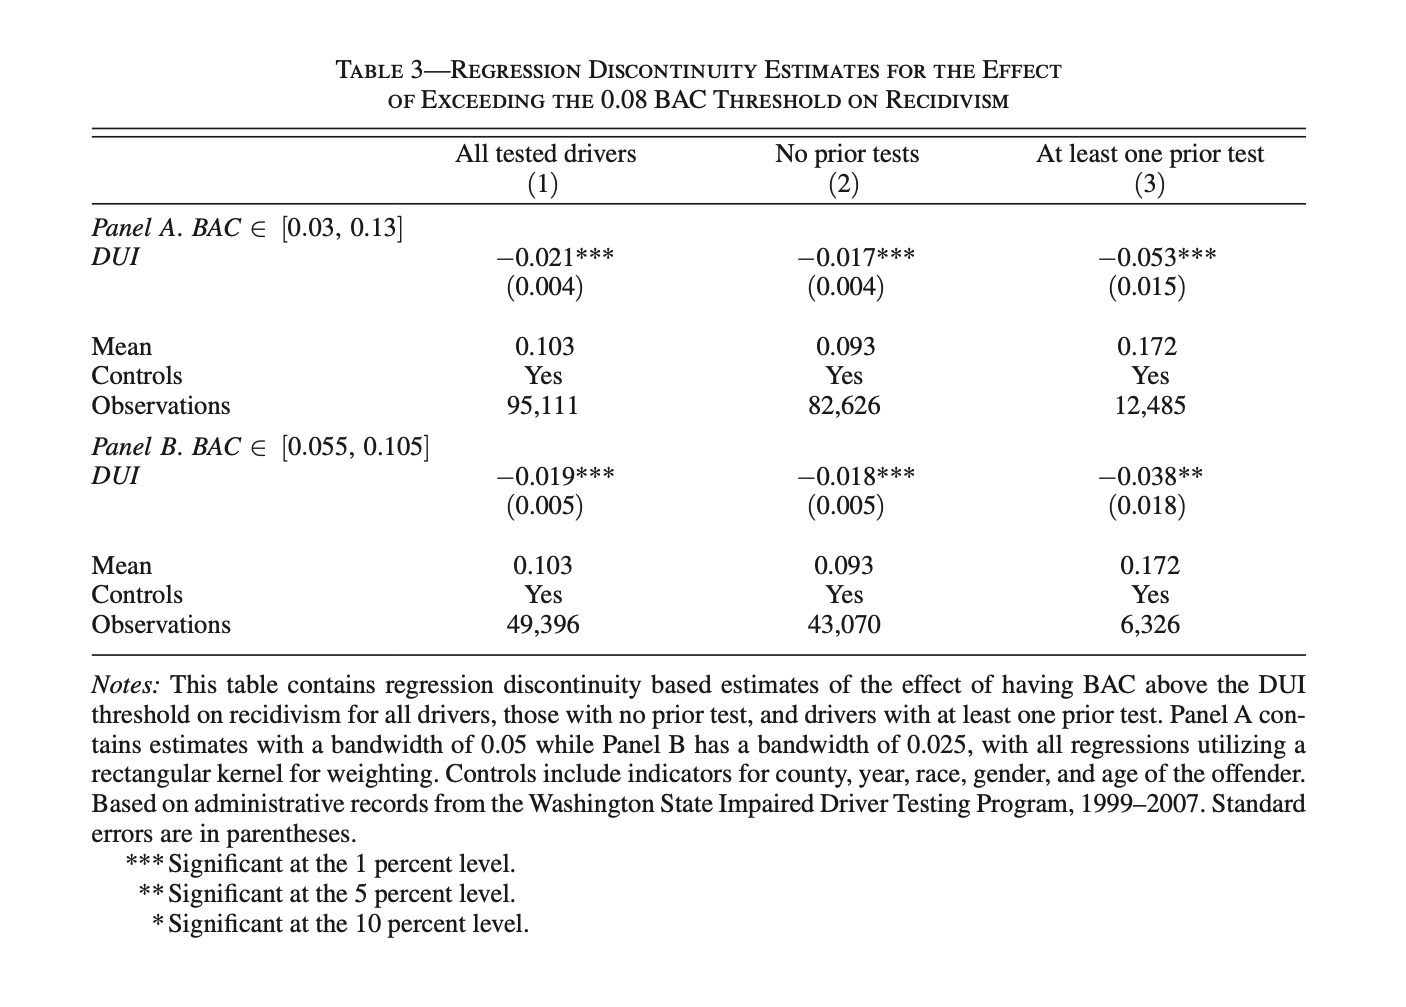 TABLE 3—REGRESSION DISCONTINUITY ESTIMATES FOR THE EFFECT
OF EXCEEDING THE 0.08 BAC THRESHOLD ON RECIDIVISM
All tested drivers No prior tests At least one prior test
(1) (2) (3)
Panel A. BAC ∈ [0.03, 0.13]
DUI −0.021*** −0.017*** −0.053***
(0.004) (0.004) (0.015)
Mean 0.103 0.093 0.172
Controls Yes Yes Yes
Observations 95,111 82,626 12,485
Panel B. BAC ∈ [0.055, 0.105]
DUI −0.019*** −0.018*** −0.038**
(0.005) (0.005) (0.018)
Mean 0.103 0.093 0.172
Controls Yes Yes Yes
Observations 49,396 43,070 6,326
Notes: This table contains regression discontinuity based estimates of the effect of having BAC above the DUI
threshold on recidivism for all drivers, those with no prior test, and drivers with at least one prior test. Panel A con-
tains estimates with a bandwidth of 0.05 while Panel B has a bandwidth of 0.025, with all regressions utilizing a
rectangular kernel for weighting. Controls include indicators for county, year, race, gender, and age of the offender.
Based on administrative records from the Washington State Impaired Driver Testing Program, 1999–2007. Standard
errors are in parentheses.
*** Significant at the 1 percent level.
** Significant at the 5 percent level.
* Significant at the 10 percent level.